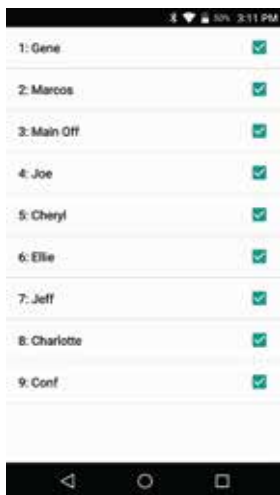 50% 3:11 PM
1: Gene
2: Marcos
3: Main Off
4: Joe
5: Cheryl
6: Ellie
7: Jeff
8: Charlotte
9: Conf